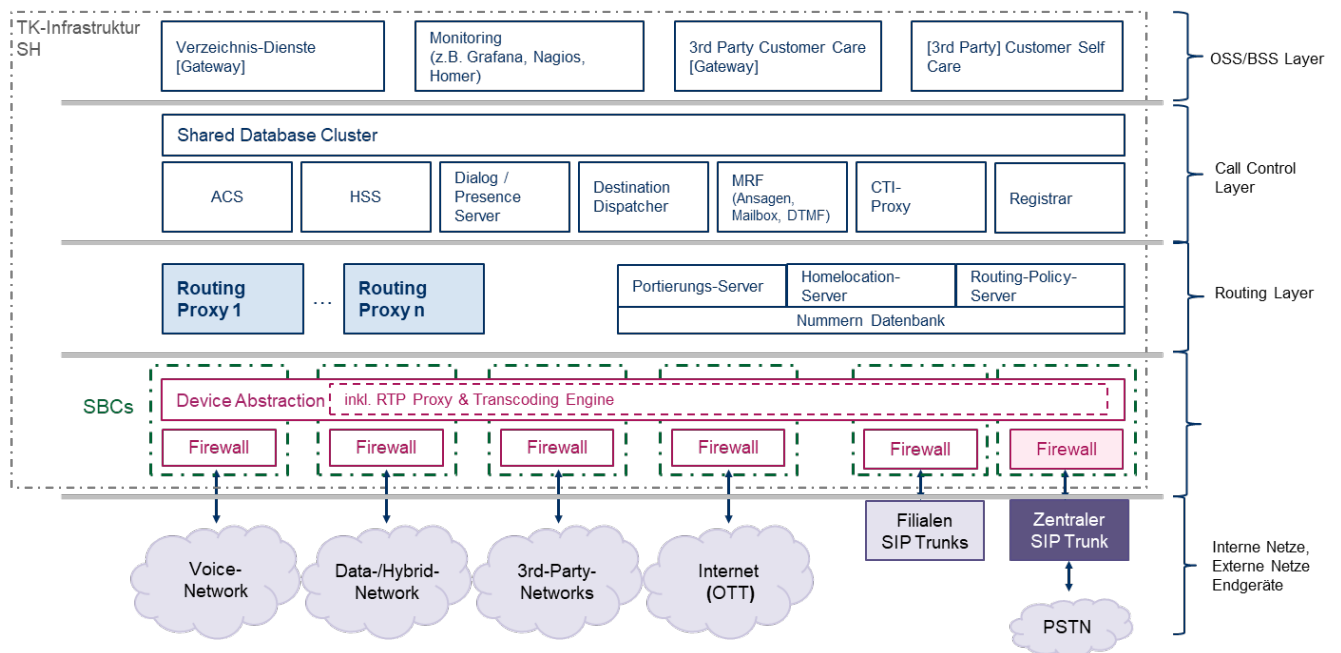 TK-Infrastruktur
SH
Verzeichnis-Dienste
[Gateway]
Monitoring
(z.B. Grafana, Nagios,
Homer)
3rd Party Customer Care
[Gateway]
[3rd Party] Customer Self
Care
OSS/BSS Layer
Shared Database Cluster
ACS
HSS
Dialog /
Presence
Server
Destination
Dispatcher
MRF
(Ansagen,
Mailbox, DTMF)
CTI-
Proxy
Registrar
Call Control
Layer
Routing
Proxy 1
...
Routing
Proxy n
Portierungs-Server
Homelocation-
Server
Routing-Policy-
Server
Nummern Datenbank
Routing Layer
SBCs
Device Abstraction
inkl. RTP Proxy & Transcoding Engine
Firewall
Firewall
Firewall
Firewall
Firewall
Firewall
Voice-
Network
Data-/Hybrid-
Network
3rd-Party-
Networks
Internet
(OTT)
Filialen
SIP Trunks
Zentraler
SIP Trunk
PSTN
Interne Netze,
Externe Netze
Endgeräte